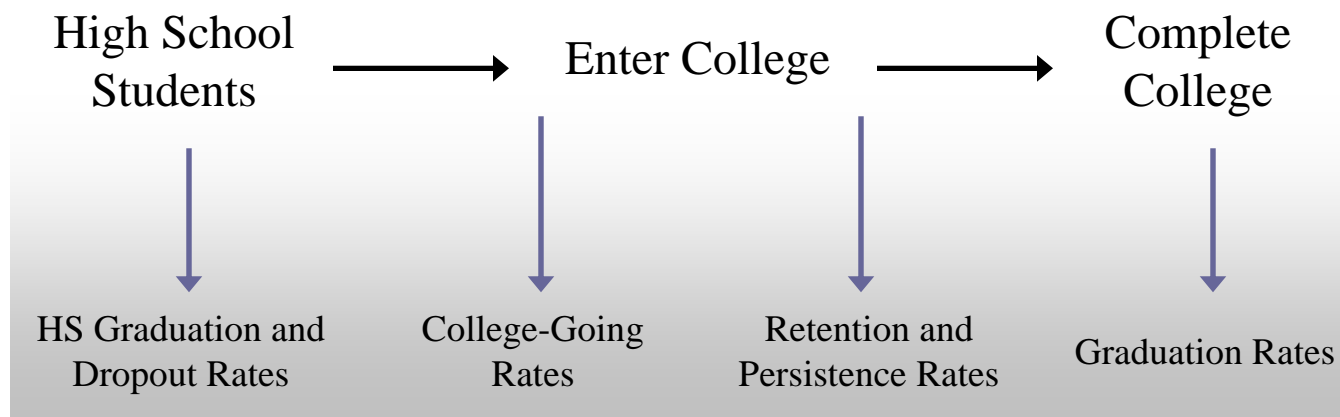 High School
Students
Enter College
Complete
College
HS Graduation and
Dropout Rates
College-Going
Rates
Retention and
Persistence Rates
Graduation Rates